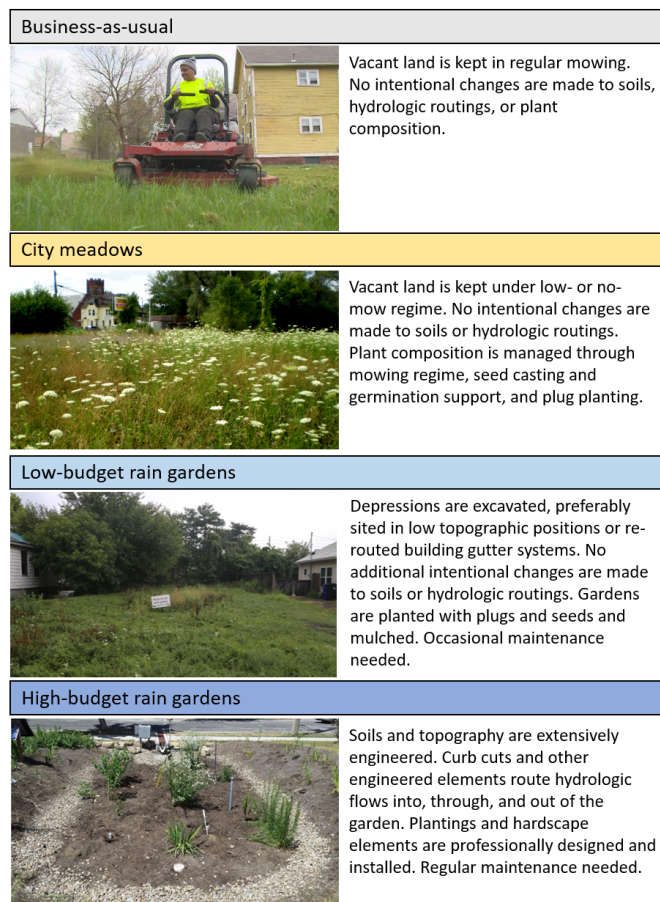 Business-as-usual
Vacant land is kept in regular mowing.
No intentional changes are made to soils,
hydrologic routings, or plant
composition.
City meadows
Vacant land is kept under low- or no-
mow regime. No intentional changes are
made to soils or hydrologic routings.
Plant composition is managed through
mowing regime, seed casting and
germination support, and plug planting.
Low-budget rain gardens
Depressions are excavated, preferably
sited in low topographic positions or re-
routed building gutter systems. No
additional intentional changes are made
to soils or hydrologic routings. Gardens
are planted with plugs and seeds and
mulched. Occasional maintenance
needed.
High-budget rain gardens
Soils and topography are extensively
engineered. Curb cuts and other
engineered elements route hydrologic
flows into, through, and out of the
garden. Plantings and hardscape
elements are professionally designed and
installed. Regular maintenance needed.